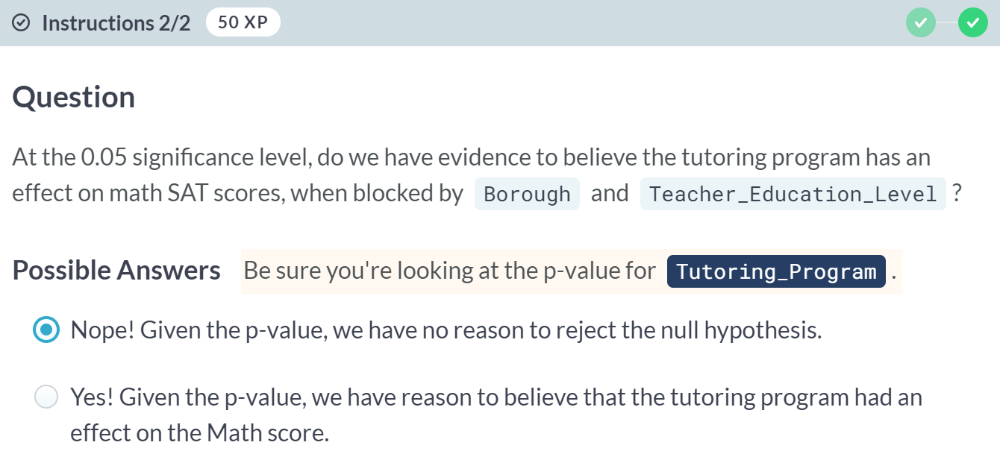 Instructions 2/2 50 XP
Question
At the 0.05 significance level, do we have evidence to believe the tutoring program has an
effect on math SAT scores, when blocked by Borough and Teacher_Education_Level ?
Possible Answers Be sure you're looking at the p-value for Tutoring_Program .
Nope! Given the p-value, we have no reason to reject the null hypothesis.
Yes! Given the p-value, we have reason to believe that the tutoring program had an
effect on the Math score.